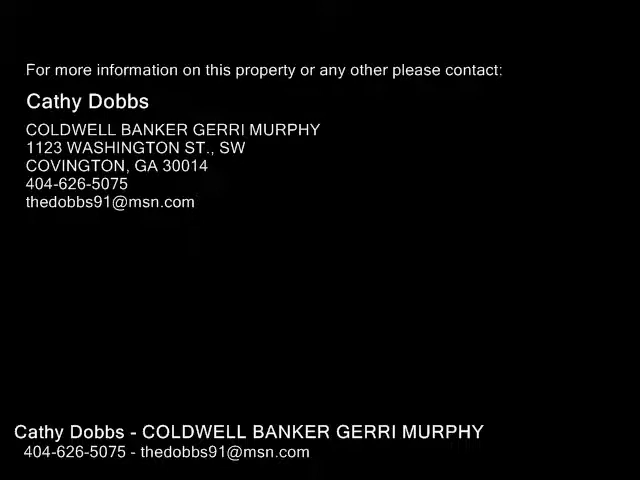 For more information on this property or any other please contact:
Cathy Dobbs
COLDWELL BANKER GERRI MURPHY
1123 WASHINGTON ST., SW
COVINGTON, GA 30014
404-626-5075
thedobbs91@msn.com
Cathy Dobbs - COLDWELL BANKER GERRI MURPHY
404-626-5075 - thedobbs91@msn.com